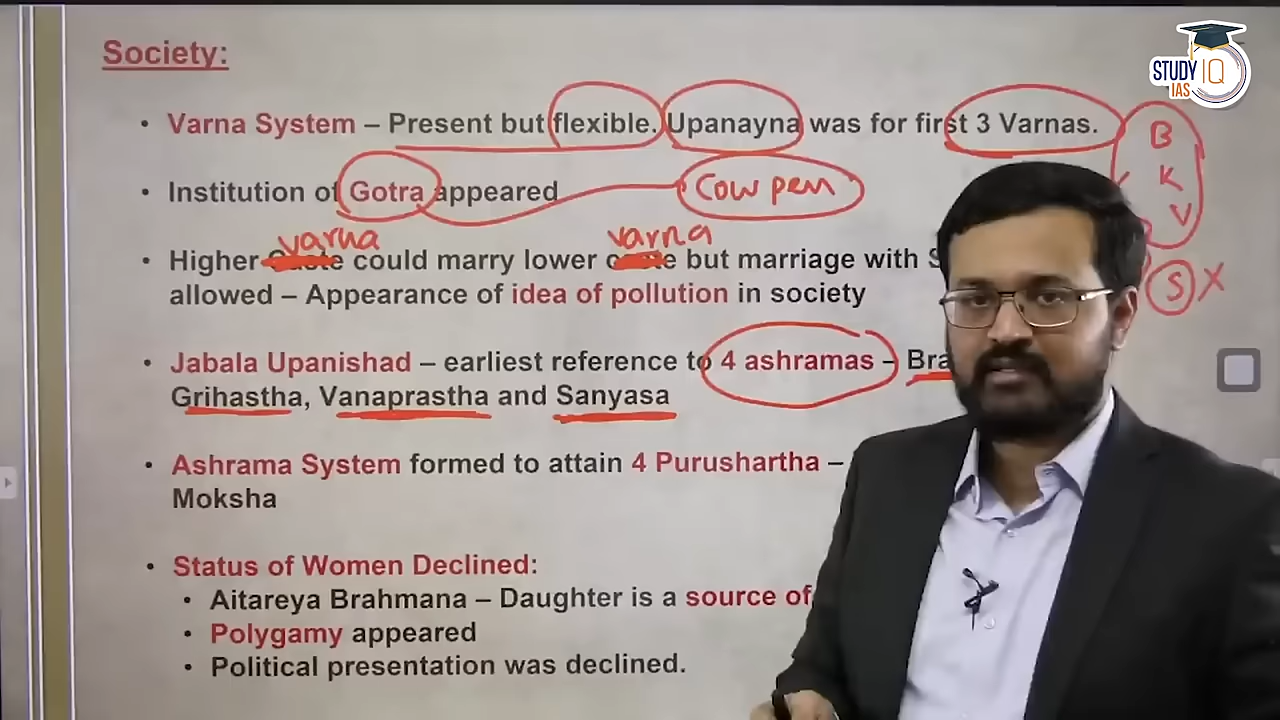 Society:
STUDY IQ
IAS
• Varna System – Present but flexible. Upanayna was for first 3 Varnas.
B
K
V
• Institution of Gotra appeared
Cow pen
varna varna
• Higher could marry lower but marriage with S
S X
allowed – Appearance of idea of pollution in society
• Jabala Upanishad – earliest reference to 4 ashramas – Bra
Grihastha, Vanaprastha and Sanyasa
• Ashrama System formed to attain 4 Purushartha –
Moksha
• Status of Women Declined:
• Aitareya Brahmana – Daughter is a source of
• Polygamy appeared
• Political presentation was declined.